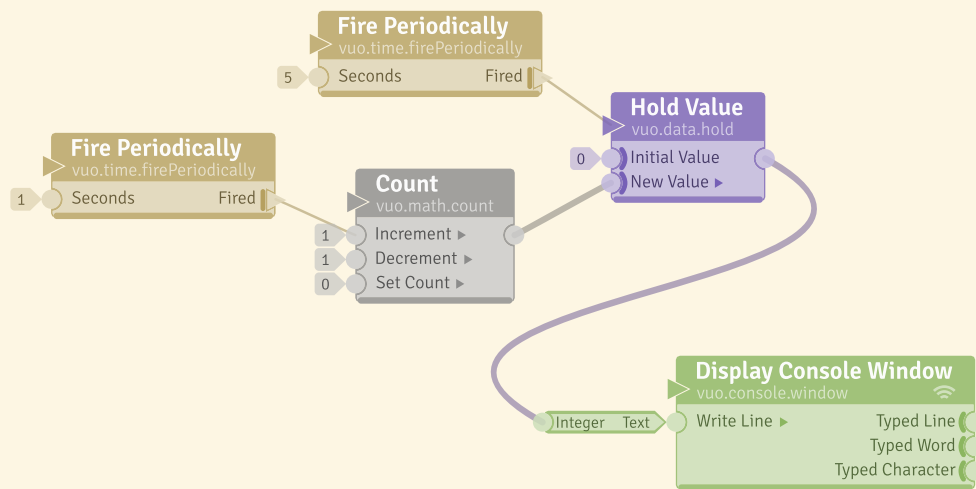 Fire Periodically
vuo.time.firePeriodically
5 Seconds Fired
Hold Value
vuo.data.hold
0 Initial Value
New Value
Fire Periodically
vuo.time.firePeriodically
1 Seconds Fired
Count
vuo.math.count
1 Increment
1 Decrement
0 Set Count
Display Console Window
vuo.console.window
Integer Text
Write Line Typed Line
Typed Word
Typed Character